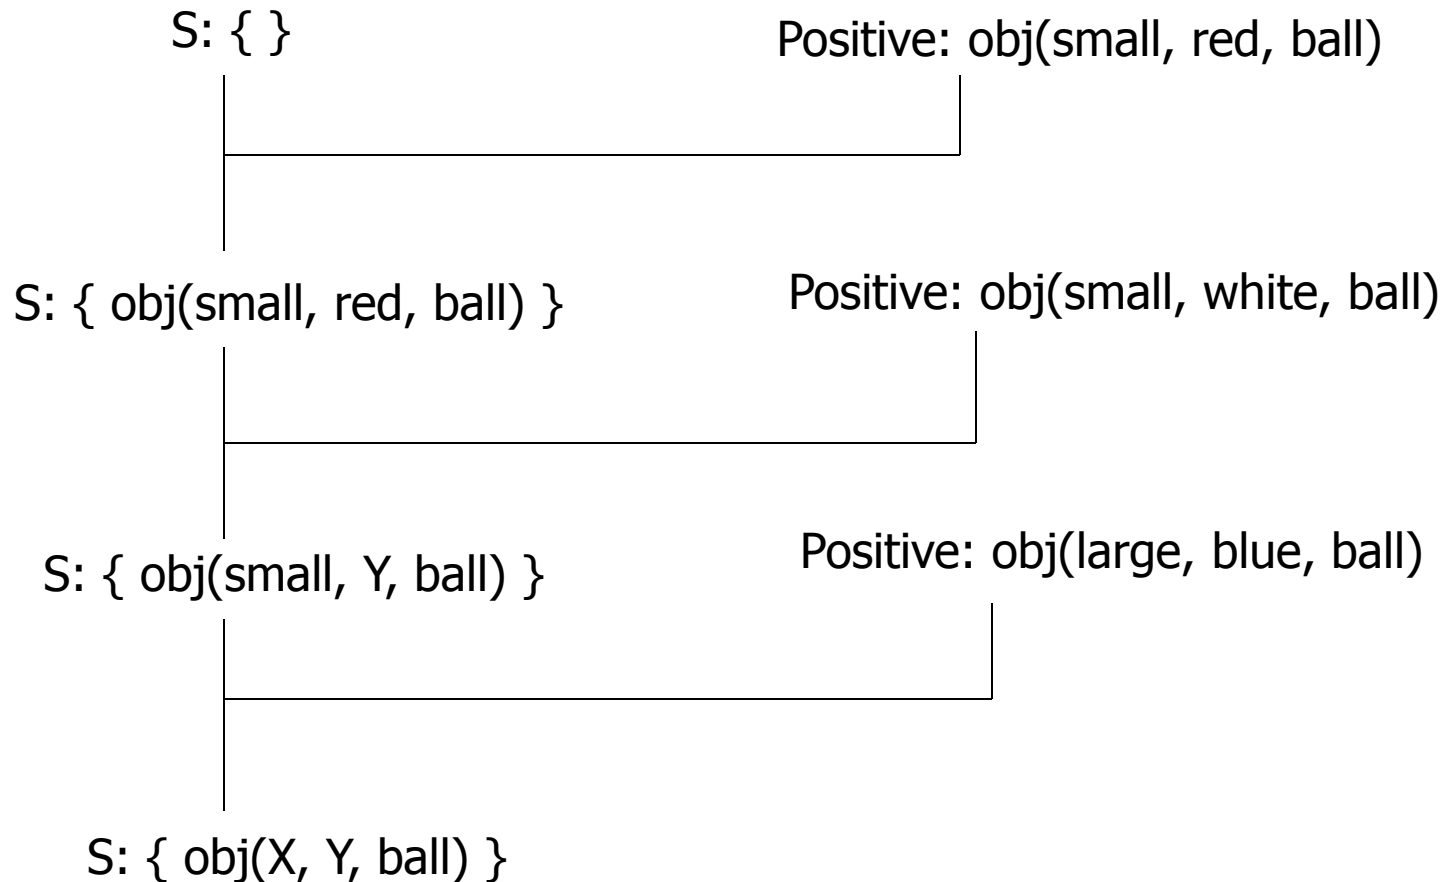 S: { }
Positive: obj(small, red, ball)
S: { obj(small, red, ball) }
Positive: obj(small, white, ball)
S: { obj(small, Y, ball) }
Positive: obj(large, blue, ball)
S: { obj(X, Y, ball) }